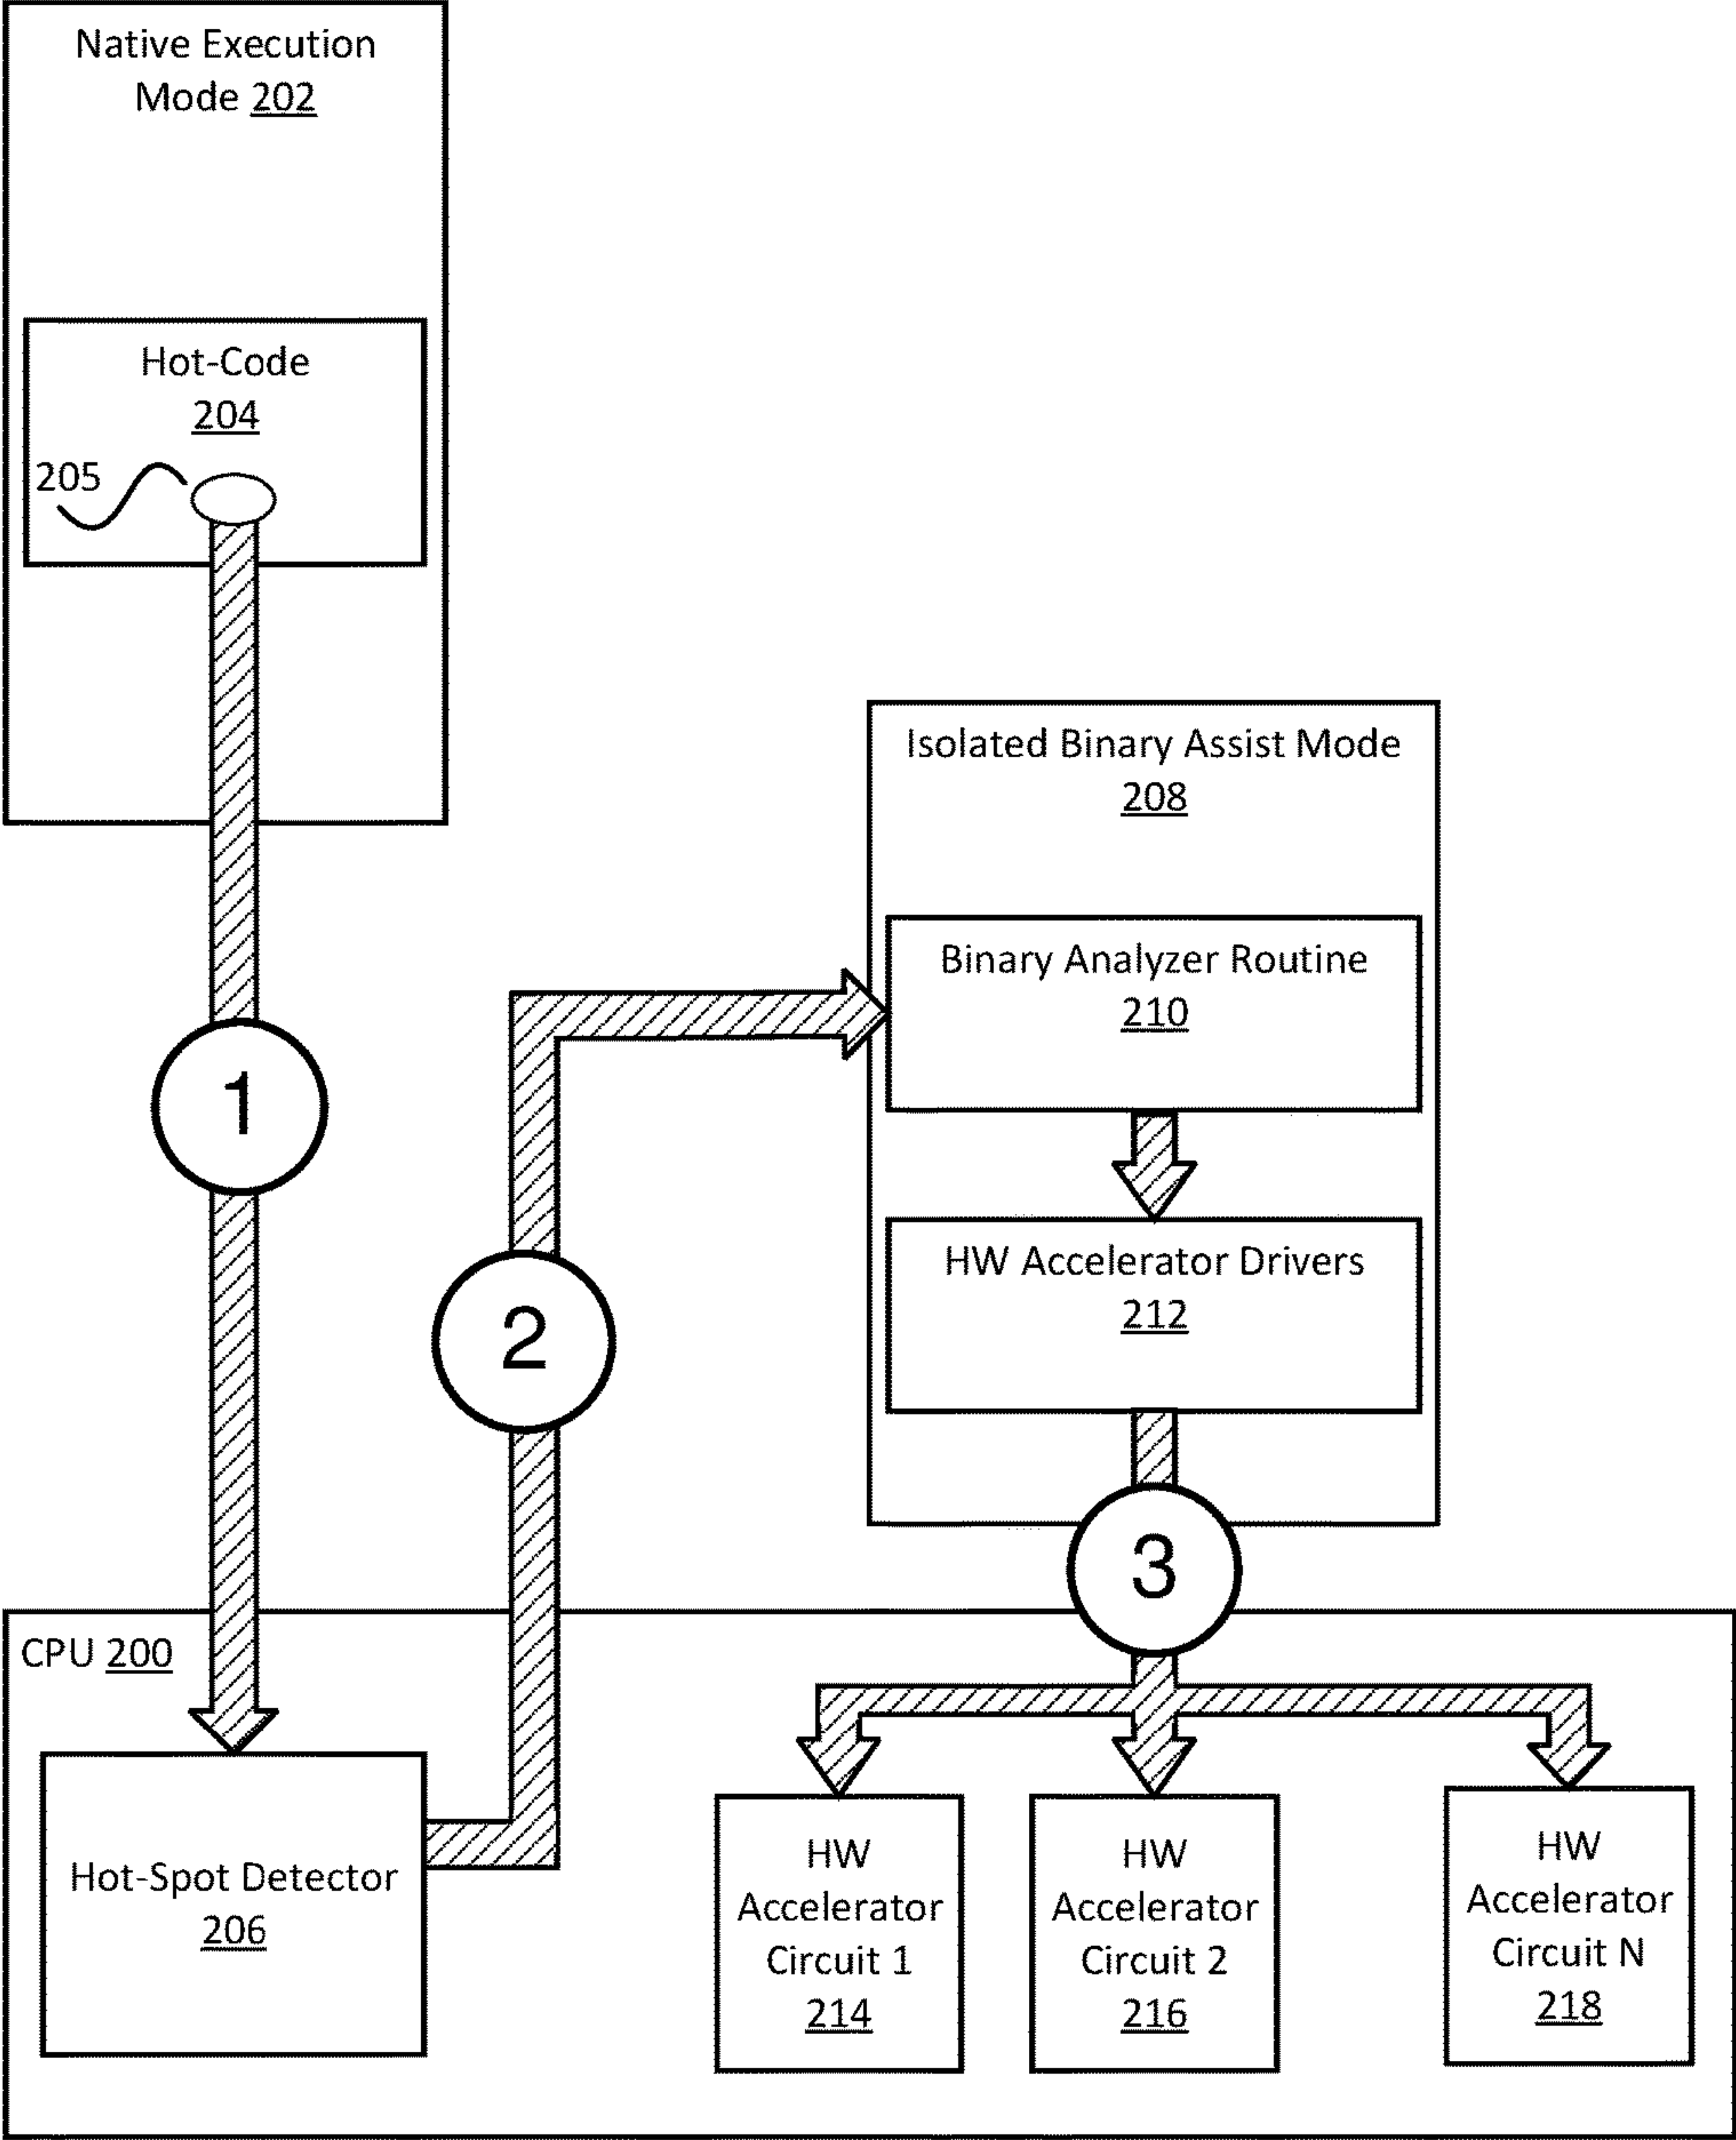 Native Execution
Mode 202
Hot-Code
204
205
Isolated Binary Assist Mode
208
Binary Analyzer Routine
210
1
HW Accelerator Drivers
212
2
3
CPU 200
Hot-Spot Detector
206
HW
Accelerator
Circuit 1
214
HW
Accelerator
Circuit 2
216
HW
Accelerator
Circuit N
218